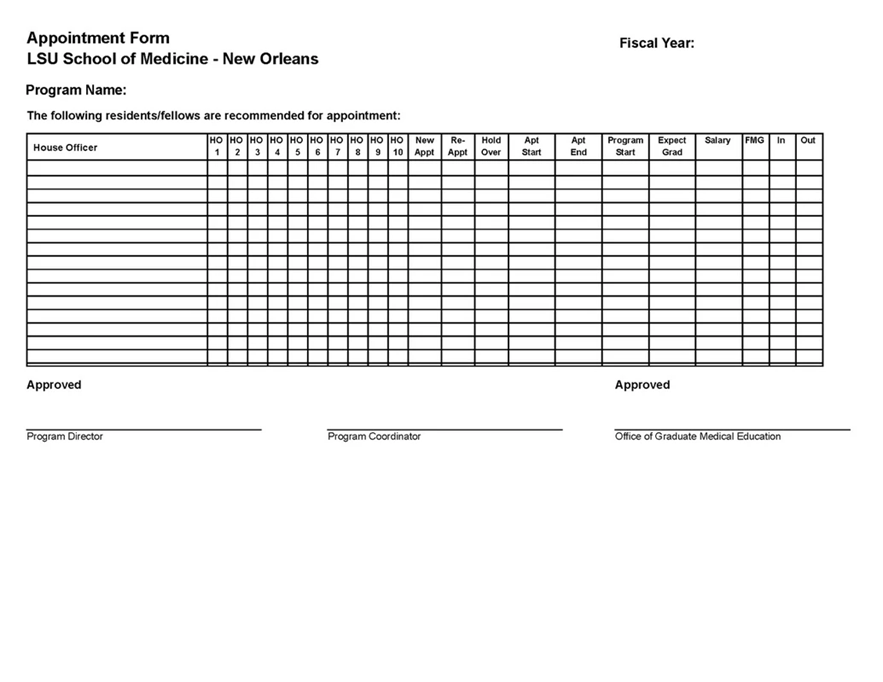 Appointment Form
LSU School of Medicine - New Orleans
Fiscal Year:
Program Name:
The following residents/fellows are recommended for appointment:
House Officer HO 1 HO 2 HO 3 HO 4 HO 5 HO 6 HO 7 HO 8 HO 9 HO 10 New Appt Re-Appt Hold Over Apt Start Apt End Program Start Expect Grad Salary FMG In Out
Approved Approved
Program Director Program Coordinator Office of Graduate Medical Education